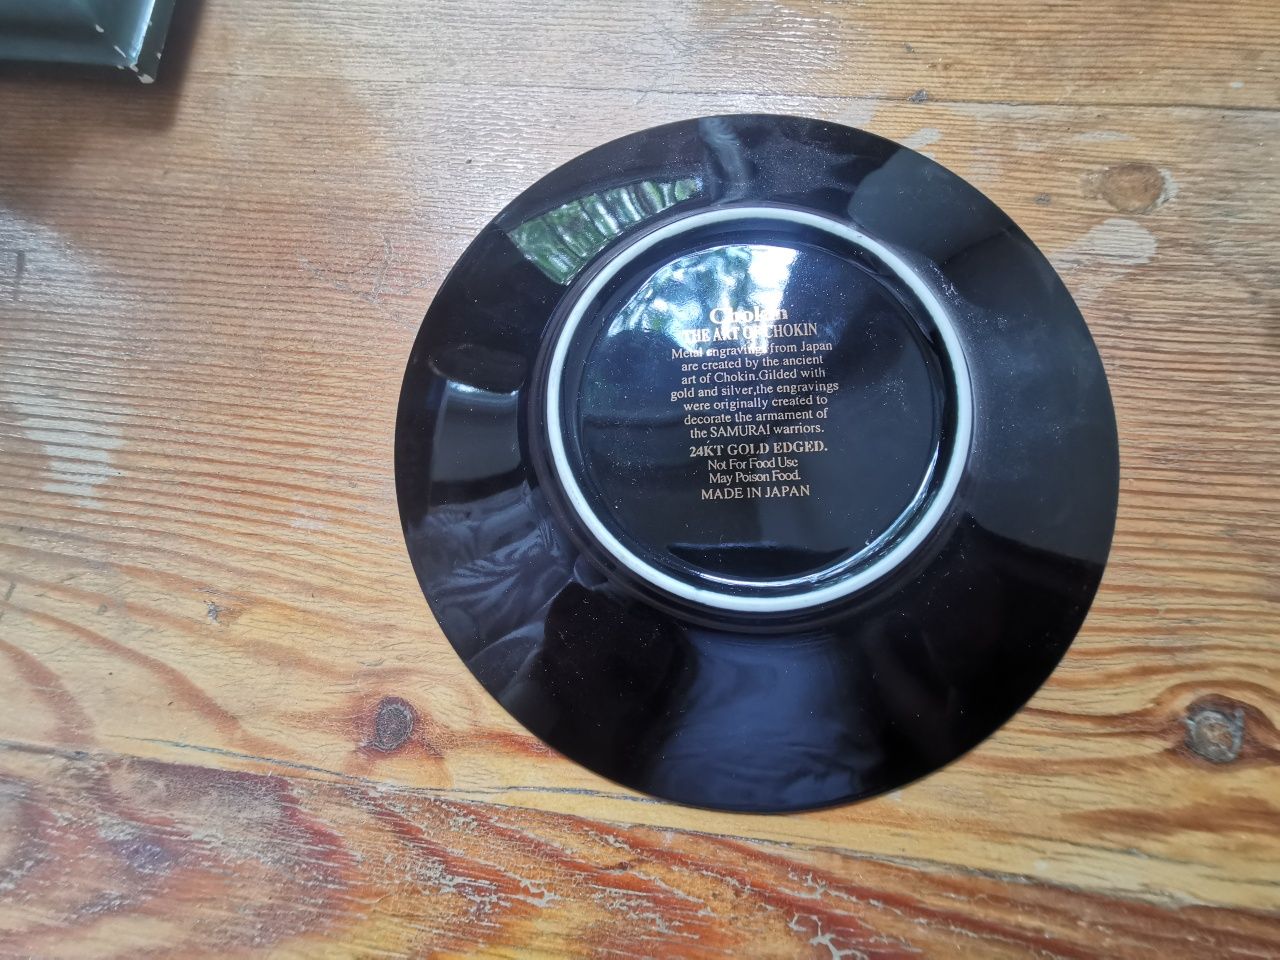 Chokin
THE ART OF CHOKIN
Metal engravings from Japan
are created by the ancient
art of Chokin.Gilded with
gold and silver,the engravings
were originally created to
decorate the armament of
the SAMURAI warriors.
24KT GOLD EDGED.
Not For Food Use
May Poison Food.
MADE IN JAPAN